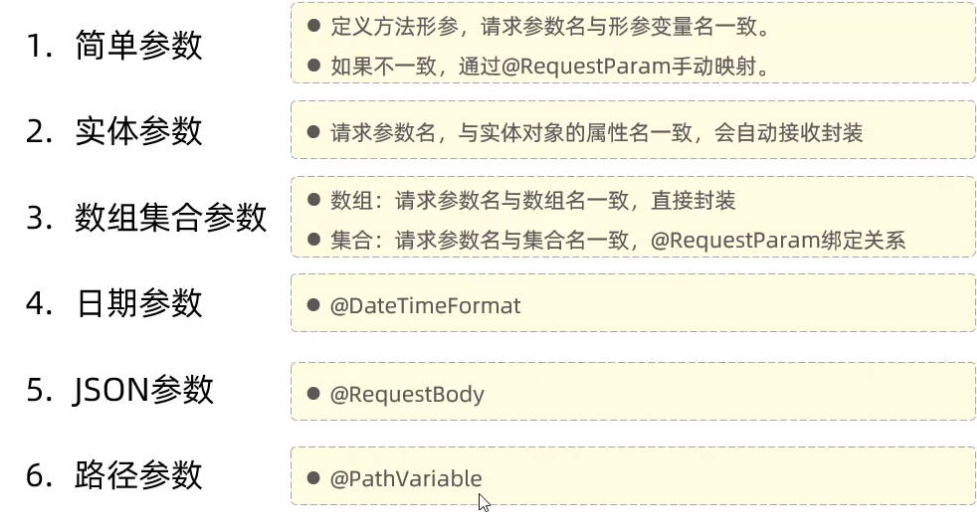 1. 简单参数
● 定义方法形参，请求参数名与形参变量名一致。
● 如果不一致，通过@RequestParam手动映射。
2. 实体参数
● 请求参数名，与实体对象的属性名一致，会自动接收封装
3. 数组集合参数
● 数组：请求参数名与数组名一致，直接封装
● 集合：请求参数名与集合名一致，@RequestParam绑定关系
4. 日期参数
● @DateTimeFormat
5. JSON参数
● @RequestBody
6. 路径参数
● @PathVariable